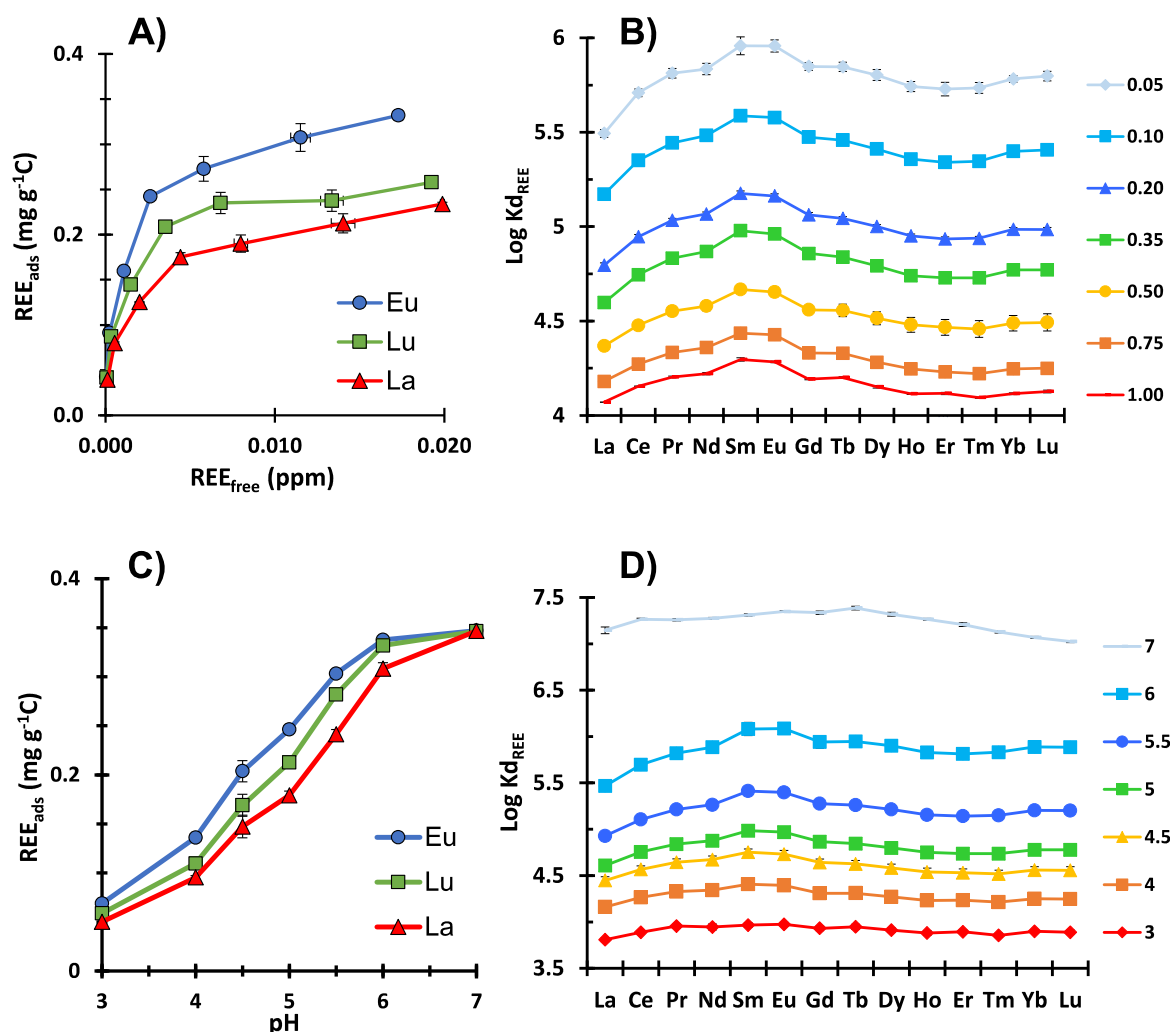 A)
0.4
0.2
0.0
REEads (mg g-1C)
0.000
0.010
0.020
REEfree (ppm)
Eu
Lu
La
B)
6
5.5
5
4.5
4
Log KdREE
La Ce Pr Nd Sm Eu Gd Tb Dy Ho Er Tm Yb Lu
0.05
0.10
0.20
0.35
0.50
0.75
1.00
C)
0.4
0.2
0
REEads (mg g-1C)
3 4 5 6 7
pH
Eu
Lu
La
D)
7.5
6.5
5.5
4.5
3.5
Log KdREE
La Ce Pr Nd Sm Eu Gd Tb Dy Ho Er Tm Yb Lu
7
6
5.5
5
4.5
4
3